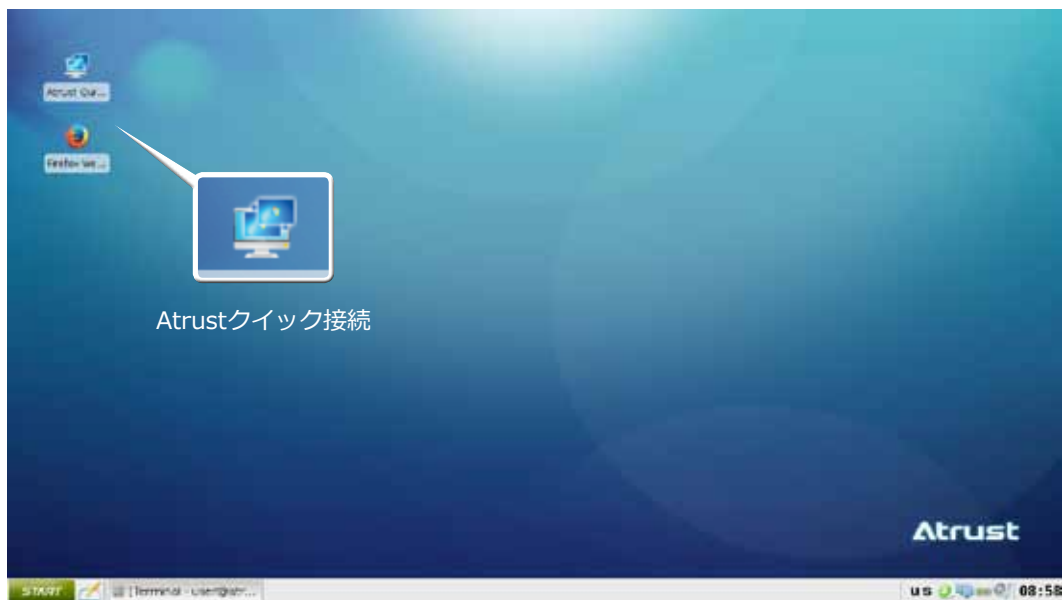 Atrust Qui...
Firefox We...
Atrustクイック接続
Atrust
START
[Terminal - user@atr...
us
08:58